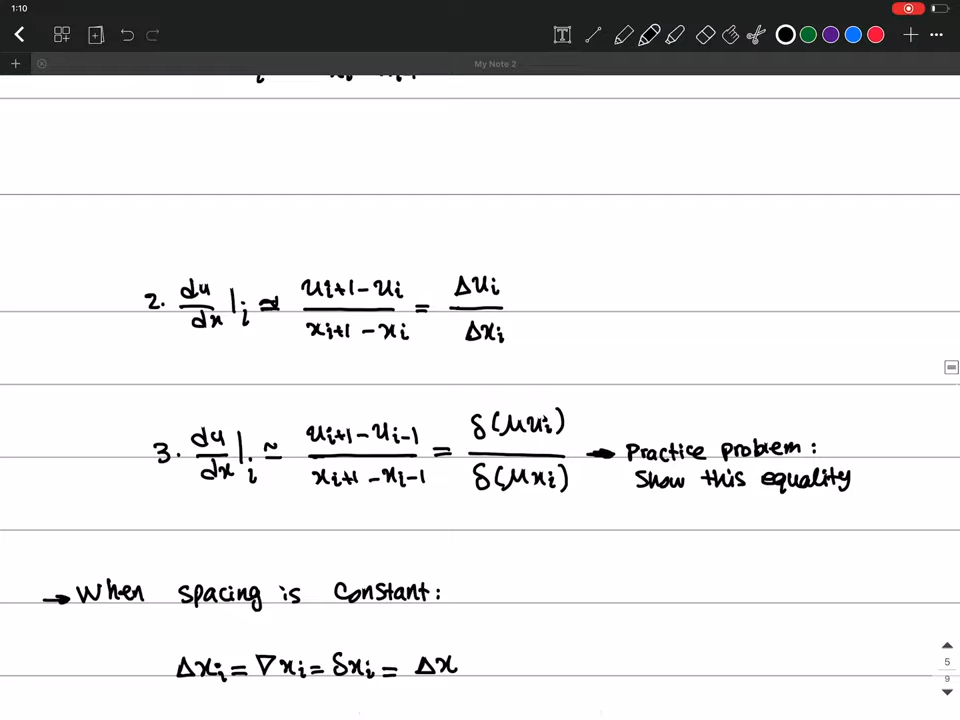 1:10
T
My Note 2
2. du/dx |i ≃ ui+1 - ui / xi+1 - xi = Δui / Δxi
3. du/dx |i ≃ ui+1 - ui-1 / xi+1 - xi-1 = δ(μui) / δ(μxi) → Practice problem:
Show this equality
→ When spacing is constant:
Δxi = ∇xi = δxi = Δx
5
9